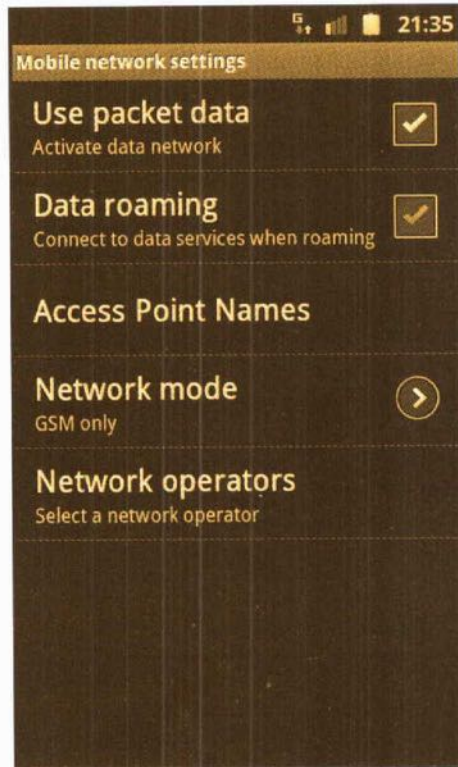 G 21:35
Mobile network settings
Use packet data
Activate data network
Data roaming
Connect to data services when roaming
Access Point Names
Network mode
GSM only
Network operators
Select a network operator